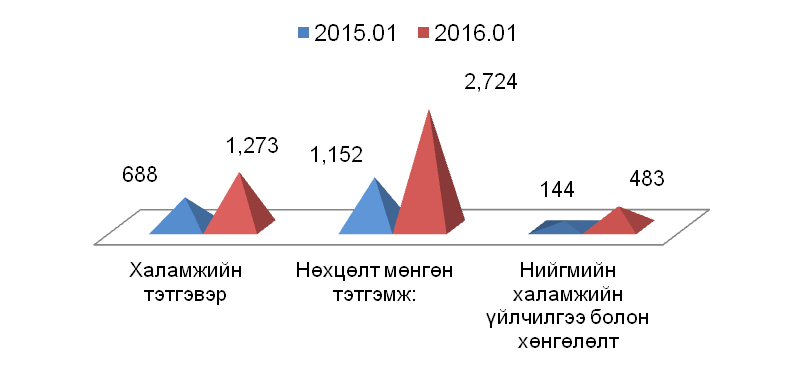 2015.01 2016.01
2,724
1,273
1,152
688
483
144
Халамжийн тэтгэвэр
Нөхцөлт мөнгөн тэтгэмж:
Нийгмийн халамжийн үйлчилгээ болон хөнгөлөлт